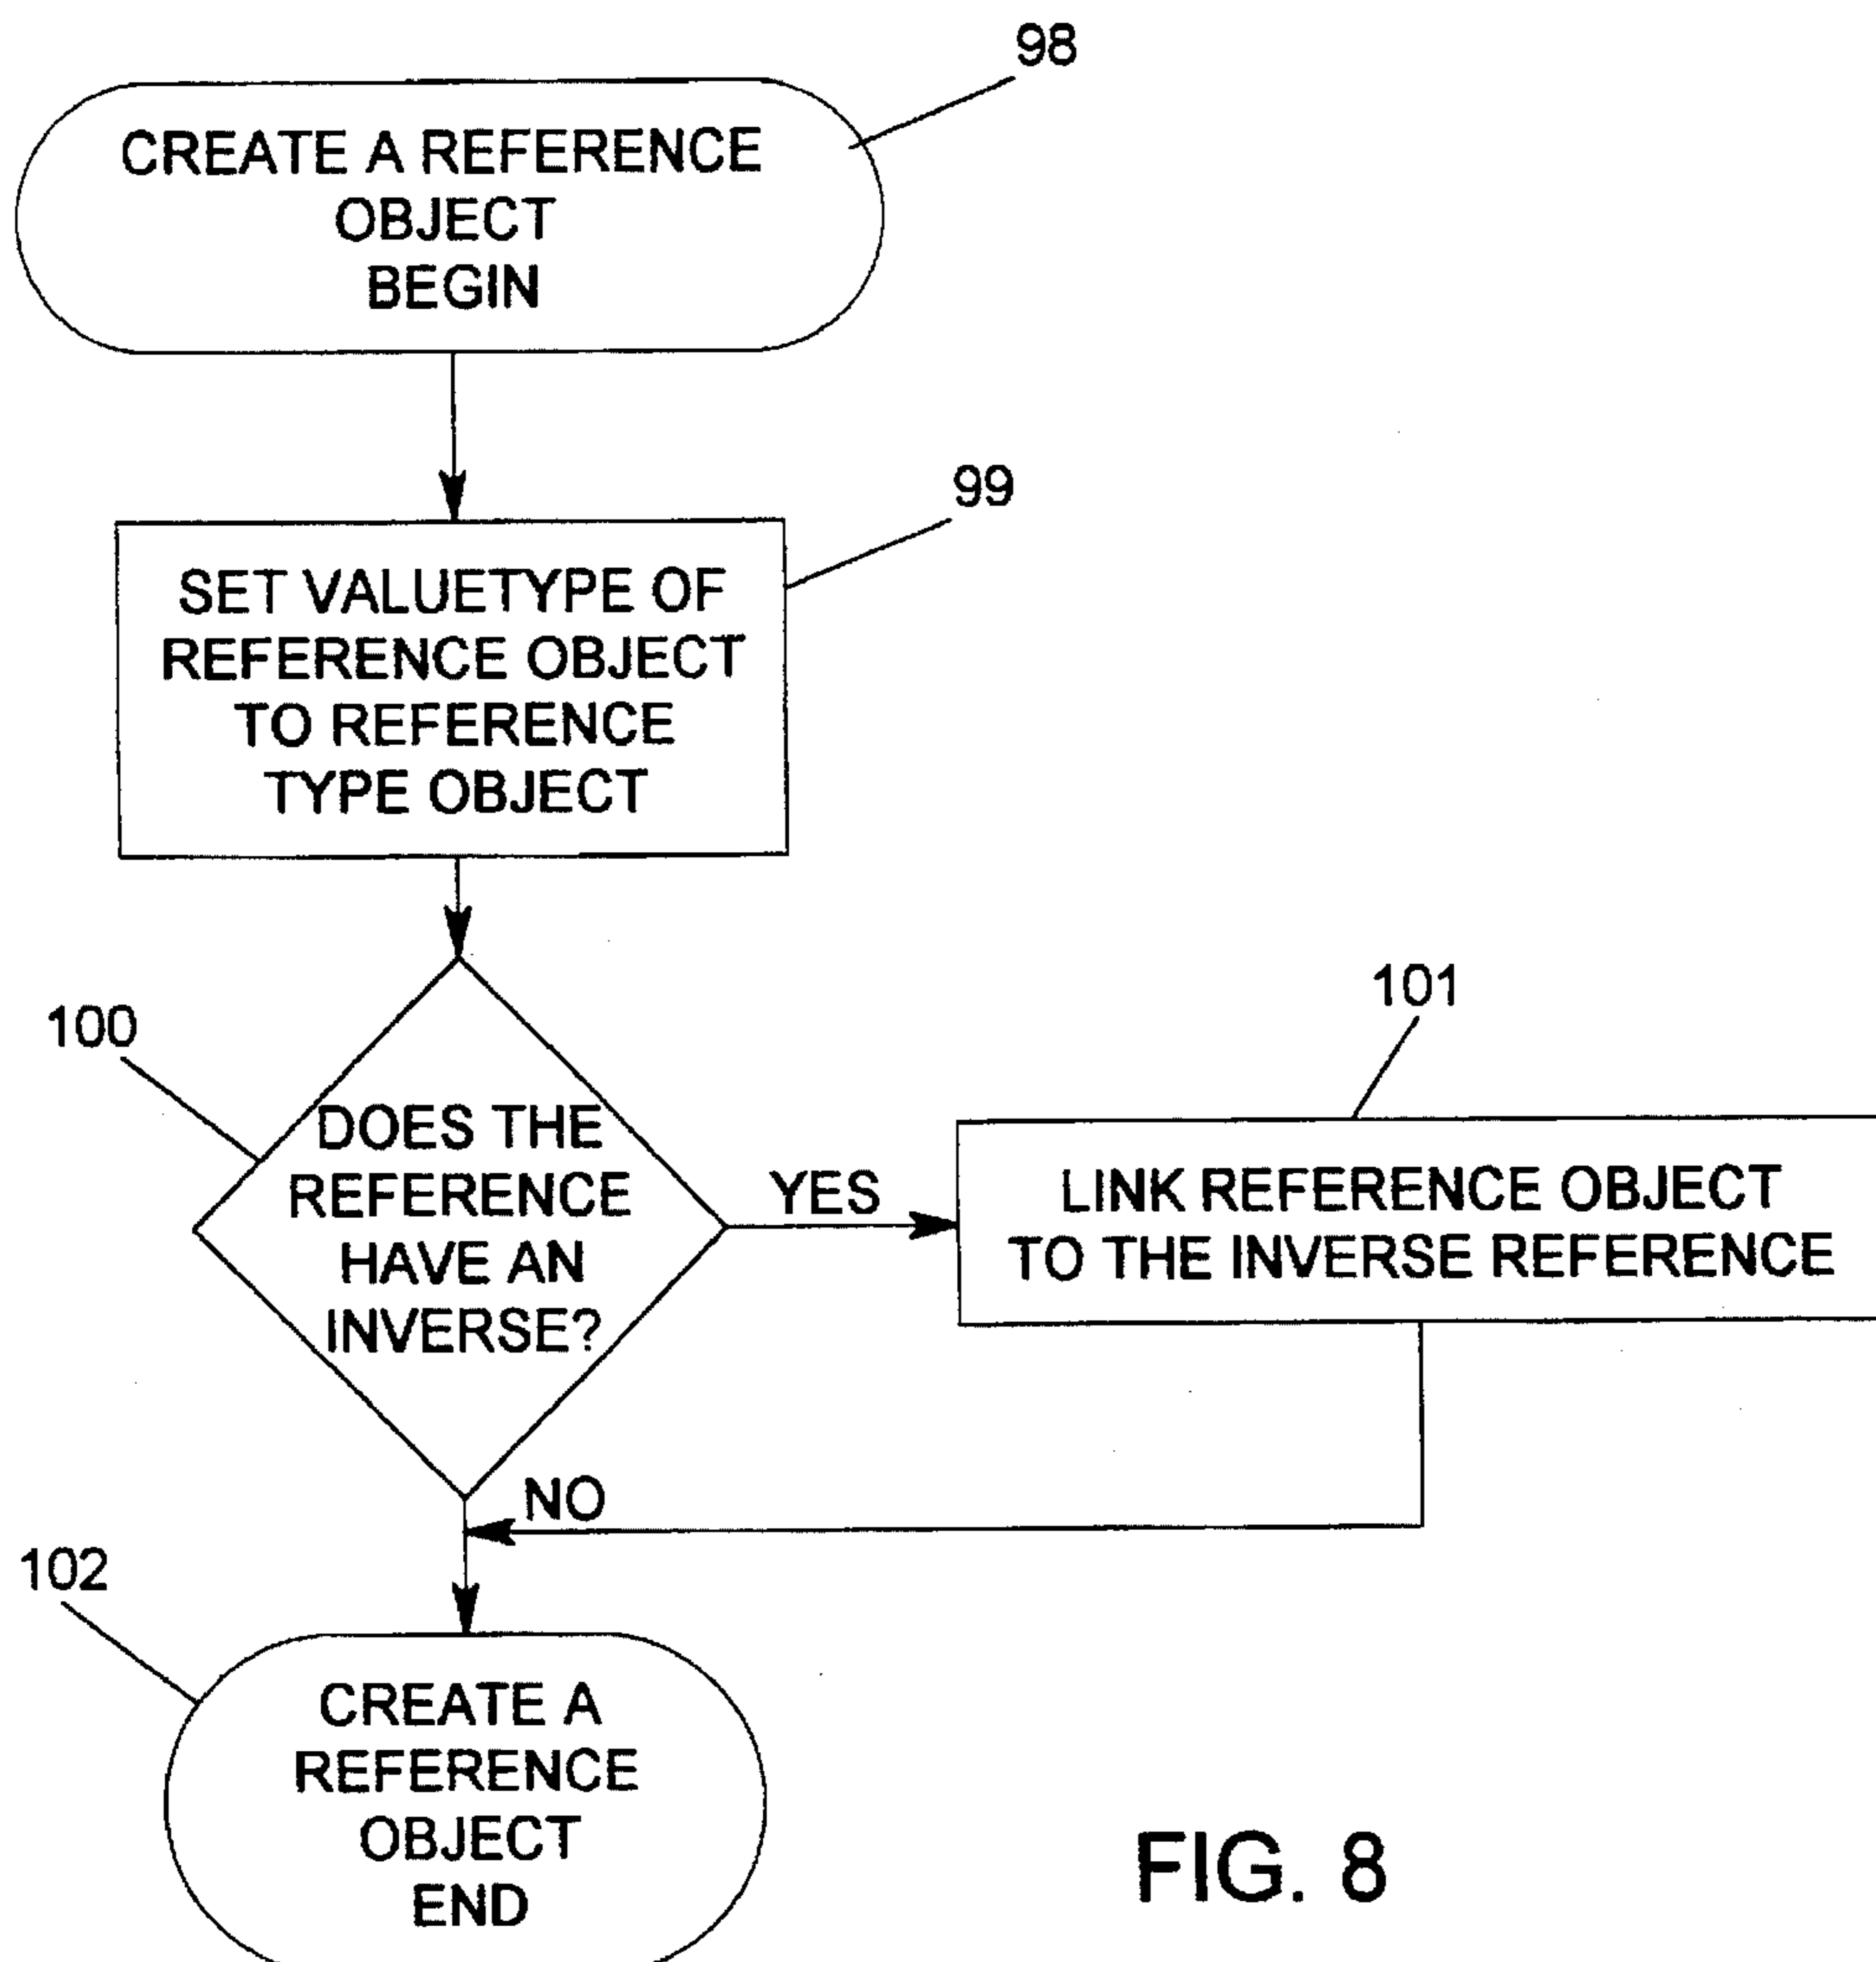 98
CREATE A REFERENCE
OBJECT
BEGIN
99
SET VALUETYPE OF
REFERENCE OBJECT
TO REFERENCE
TYPE OBJECT
100
DOES THE
REFERENCE
HAVE AN
INVERSE?
YES
101
LINK REFERENCE OBJECT
TO THE INVERSE REFERENCE
NO
102
CREATE A
REFERENCE
OBJECT
END
FIG. 8